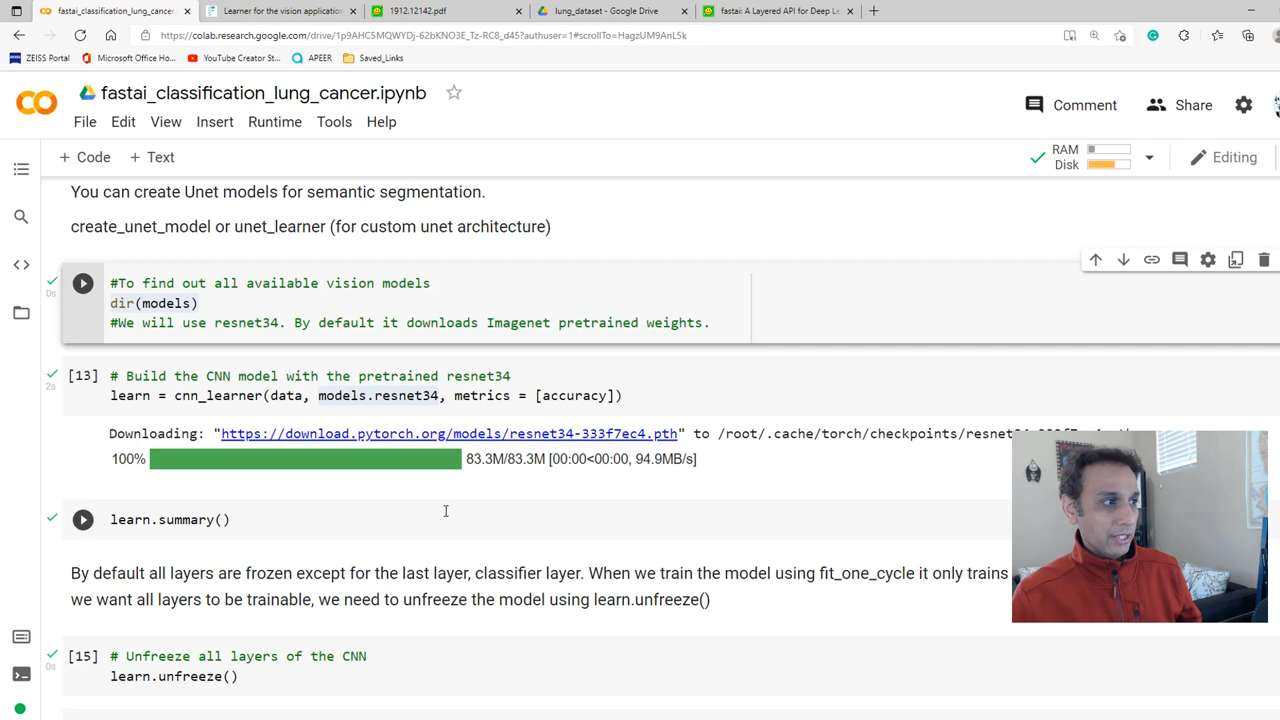 fastai_classification_lung_cancer
Learner for the vision application
1912.12142.pdf
lung_dataset - Google Drive
fastai: A Layered API for Deep Le
https://colab.research.google.com/drive/1p9AHC5MQWYDj-62bKNO3E_Tz-RC8_d45?authuser=1#scrollTo=HagzUM9AnL5k
ZEISS Portal
Microsoft Office Ho...
YouTube Creator St...
APEER
Saved_Links
fastai_classification_lung_cancer.ipynb
Comment
Share
File Edit View Insert Runtime Tools Help
+ Code + Text
RAM
Disk
Editing
You can create Unet models for semantic segmentation.
create_unet_model or unet_learner (for custom unet architecture)
0s
#To find out all available vision models
dir(models)
#We will use resnet34. By default it downloads Imagenet pretrained weights.
2s
[13] # Build the CNN model with the pretrained resnet34
learn = cnn_learner(data, models.resnet34, metrics = [accuracy])
Downloading: "https://download.pytorch.org/models/resnet34-333f7ec4.pth" to /root/.cache/torch/checkpoints/
100% 83.3M/83.3M [00:00<00:00, 94.9MB/s]
learn.summary()
By default all layers are frozen except for the last layer, classifier layer. When we train the model using fit_one_cycle it only trains
we want all layers to be trainable, we need to unfreeze the model using learn.unfreeze()
0s
[15] # Unfreeze all layers of the CNN
learn.unfreeze()